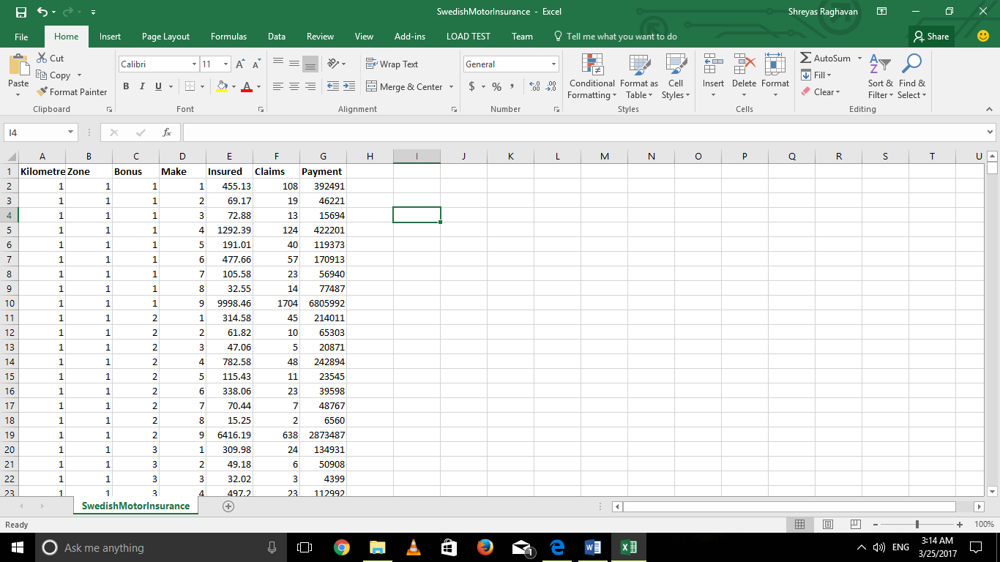 SwedishMotorInsurance - Excel
Shreyas Raghavan
File Home Insert Page Layout Formulas Data Review View Add-ins LOAD TEST Team Tell me what you want to do Share
Cut
Copy
Format Painter
Paste
Clipboard
Calibri 11
B I U
Font
Wrap Text
Merge & Center
Alignment
General
$ % ,
Number
Conditional Formatting
Format as Table
Cell Styles
Styles
Insert Delete Format
Cells
AutoSum
Fill
Clear
Sort & Filter
Find & Select
Editing
I4 fx
A B C D E F G H I J K L M N O P Q R S T U
1 Kilometre Zone Bonus Make Insured Claims Payment
2 1 1 1 1 455.13 108 392491
3 1 1 1 2 69.17 19 46221
4 1 1 1 3 72.88 13 15694
5 1 1 1 4 1292.39 124 422201
6 1 1 1 5 191.01 40 119373
7 1 1 1 6 477.66 57 170913
8 1 1 1 7 105.58 23 56940
9 1 1 1 8 32.55 14 77487
10 1 1 1 9 9998.46 1704 6805992
11 1 1 2 1 314.58 45 214011
12 1 1 2 2 61.82 10 65303
13 1 1 2 3 47.06 5 20871
14 1 1 2 4 782.58 48 242894
15 1 1 2 5 115.43 11 23545
16 1 1 2 6 338.06 23 39598
17 1 1 2 7 70.44 7 48767
18 1 1 2 8 15.25 2 6560
19 1 1 2 9 6416.19 638 2873487
20 1 1 3 1 309.98 24 134931
21 1 1 3 2 49.18 6 50908
22 1 1 3 3 32.02 3 4399
23 1 1 3 4 497.2 23 112992
SwedishMotorInsurance
Ready
100%
Ask me anything
1
ENG
3:14 AM
3/25/2017